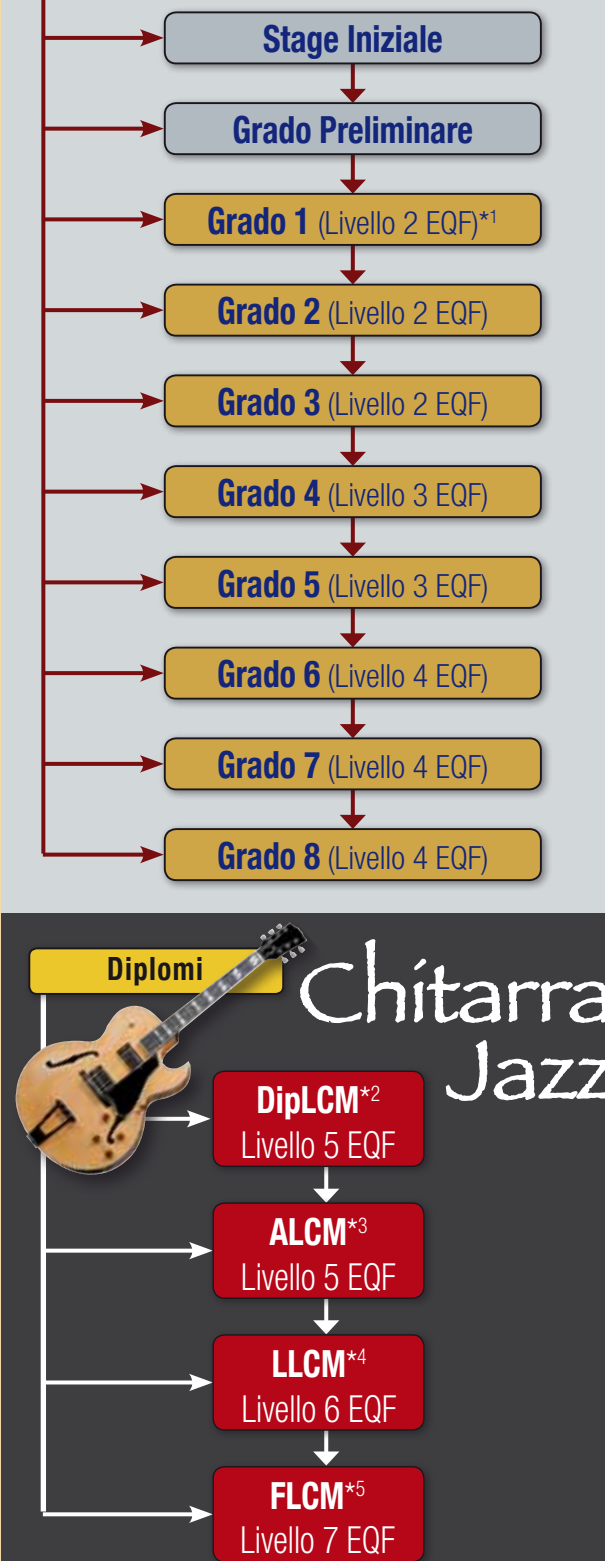 Stage Iniziale
Grado Preliminare
Grado 1 (Livello 2 EQF)*1
Grado 2 (Livello 2 EQF)
Grado 3 (Livello 2 EQF)
Grado 4 (Livello 3 EQF)
Grado 5 (Livello 3 EQF)
Grado 6 (Livello 4 EQF)
Grado 7 (Livello 4 EQF)
Grado 8 (Livello 4 EQF)
Diplomi
Chitarra
Jazz
DipLCM*2
Livello 5 EQF
ALCM*3
Livello 5 EQF
LLCM*4
Livello 6 EQF
FLCM*5
Livello 7 EQF